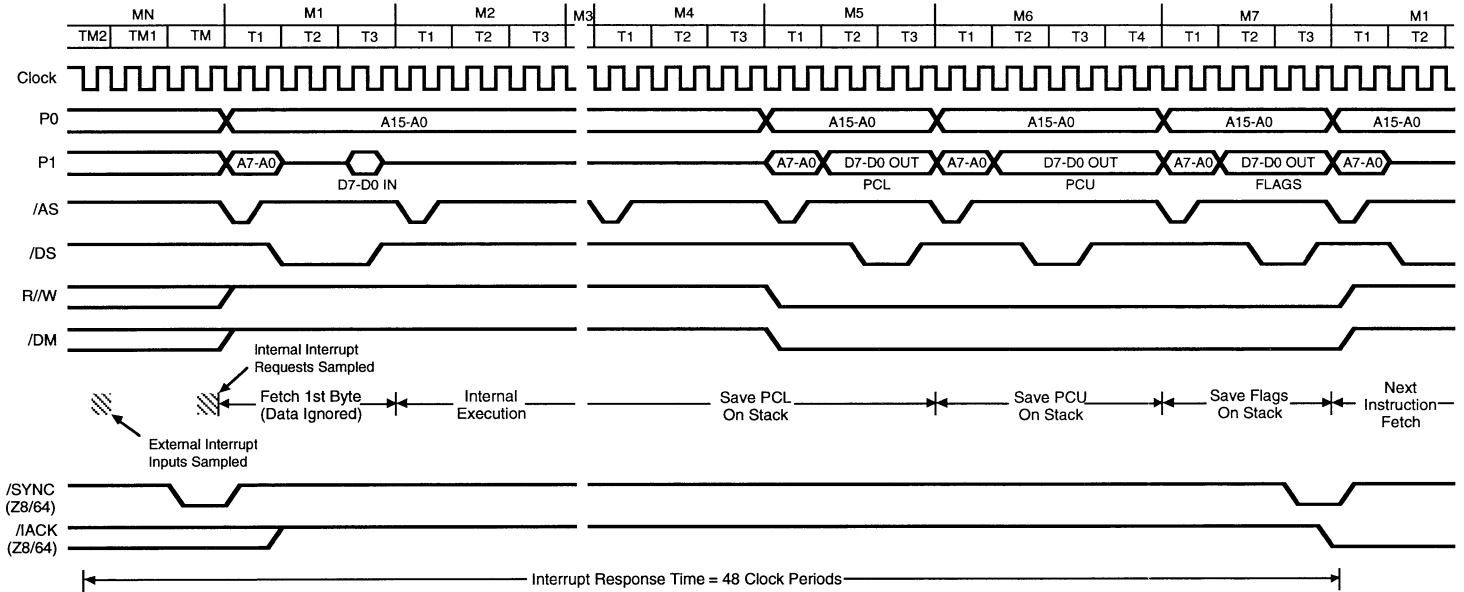 MN M1 M2 M3 M4 M5 M6 M7 M1
TM2 TM1 TM T1 T2 T3 T1 T2 T3 T1 T2 T3 T1 T2 T3 T1 T2 T3 T4 T1 T2 T3 T1 T2
Clock
P0 A15-A0 A15-A0 A15-A0 A15-A0 A15-A0
P1 A7-A0 A7-A0 D7-D0 OUT A7-A0 D7-D0 OUT A7-A0 D7-D0 OUT A7-A0
D7-D0 IN PCL PCU FLAGS
/AS
/DS
R//W
/DM
Internal Interrupt
Requests Sampled
Fetch 1st Byte
(Data Ignored)
Internal
Execution
Save PCL
On Stack
Save PCU
On Stack
Save Flags
On Stack
Next
Instruction
Fetch
External Interrupt
Inputs Sampled
/SYNC
(Z8/64)
/IACK
(Z8/64)
Interrupt Response Time = 48 Clock Periods